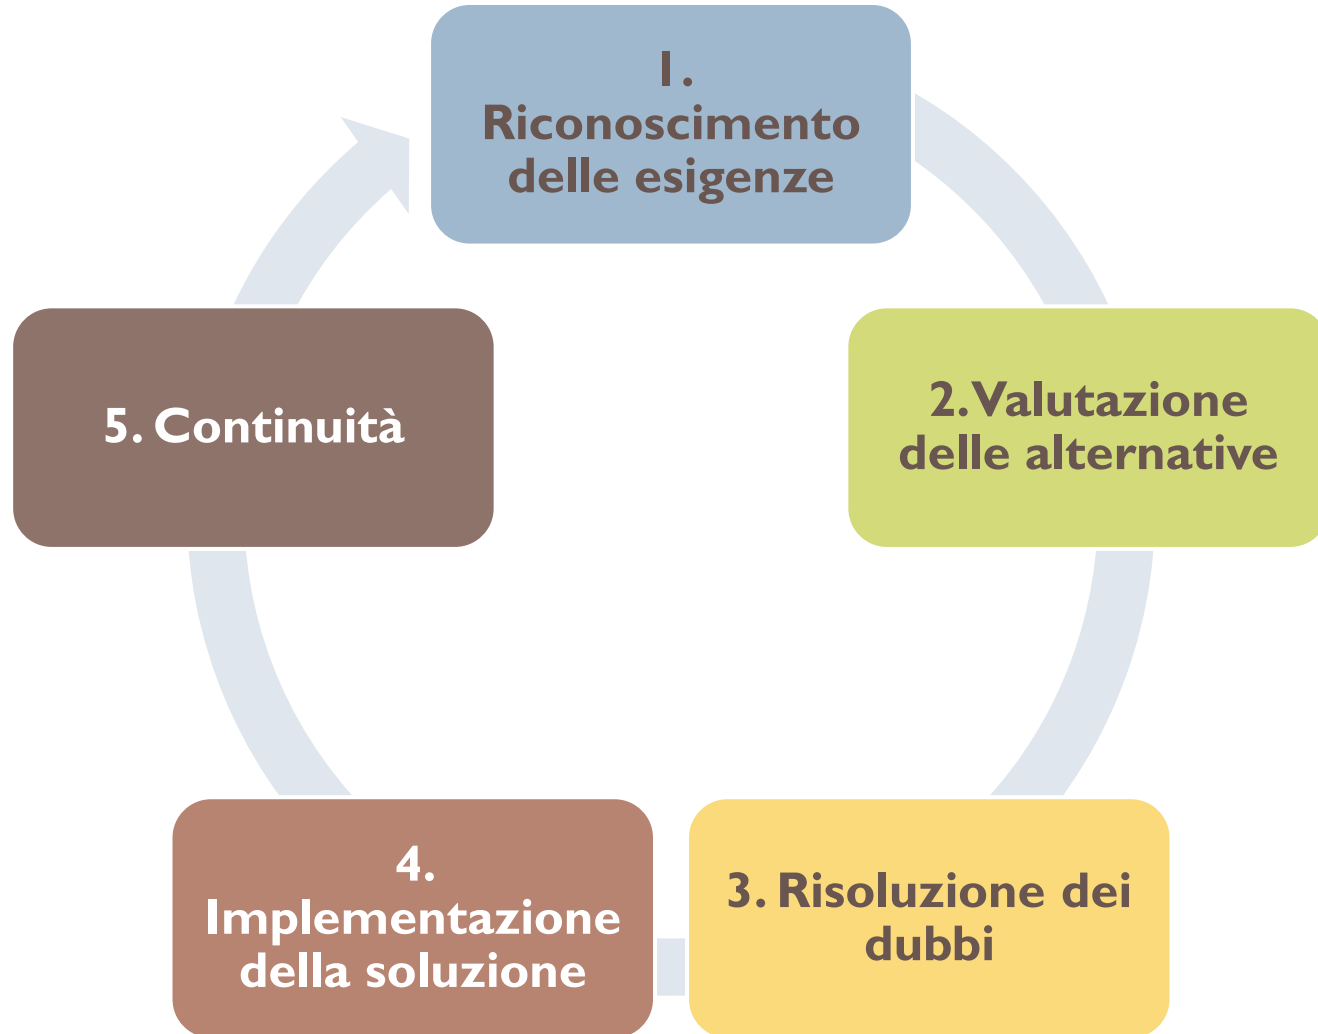 1.
Riconoscimento
delle esigenze
2. Valutazione
delle alternative
3. Risoluzione dei
dubbi
4.
Implementazione
della soluzione
5. Continuità